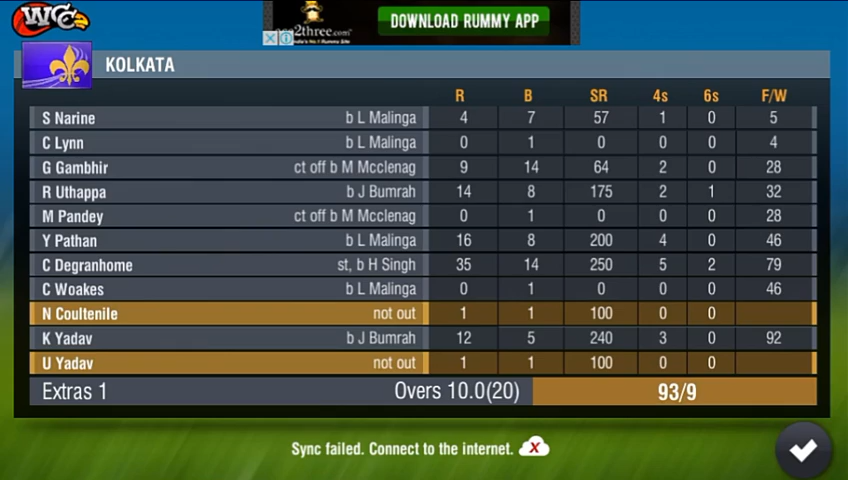 WCC
2three.com
India's No.1 Rummy Site
DOWNLOAD RUMMY APP
KOLKATA
R B SR 4s 6s F/W
S Narine b L Malinga 4 7 57 1 0 5
C Lynn b L Malinga 0 1 0 0 0 4
G Gambhir ct off b M Mcclenag 9 14 64 2 0 28
R Uthappa b J Bumrah 14 8 175 2 1 32
M Pandey ct off b M Mcclenag 0 1 0 0 0 28
Y Pathan b L Malinga 16 8 200 4 0 46
C Degranhome st, b H Singh 35 14 250 5 2 79
C Woakes b L Malinga 0 1 0 0 0 46
N Coultenile not out 1 1 100 0 0
K Yadav b J Bumrah 12 5 240 3 0 92
U Yadav not out 1 1 100 0 0
Extras 1 Overs 10.0(20) 93/9
Sync failed. Connect to the internet. X